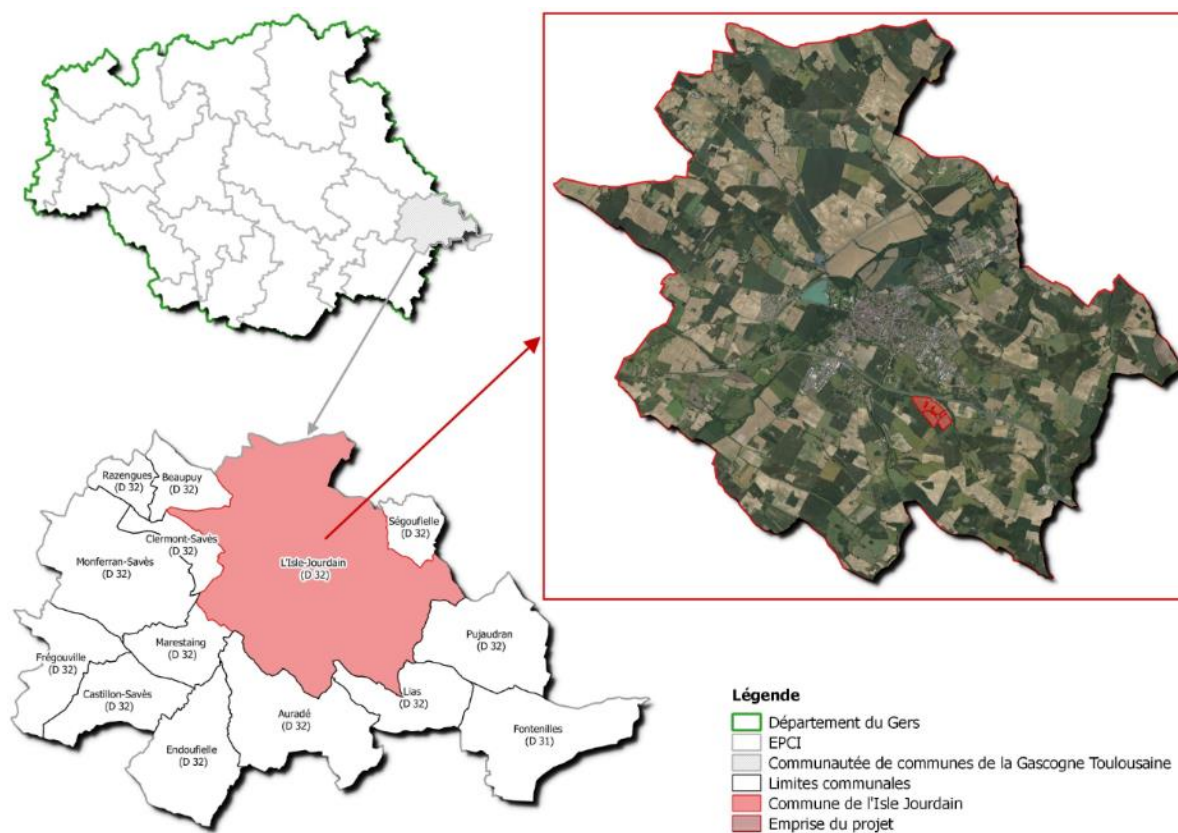 Razengues
(D 32)
Beaupuy
(D 32)
Ségoufielle
(D 32)
Clermont-Savès
(D 32)
Monferran-Savès
(D 32)
L'Isle-Jourdain
(D 32)
Pujaudran
(D 32)
Marestaing
(D 32)
Frégouville
(D 32)
Castillon-Savès
(D 32)
Lias
(D 32)
Auradé
(D 32)
Fontenilles
(D 31)
Endoufielle
(D 32)
Légende
Département du Gers
EPCI
Communautée de communes de la Gascogne Toulousaine
Limites communales
Commune de l'Isle Jourdain
Emprise du projet